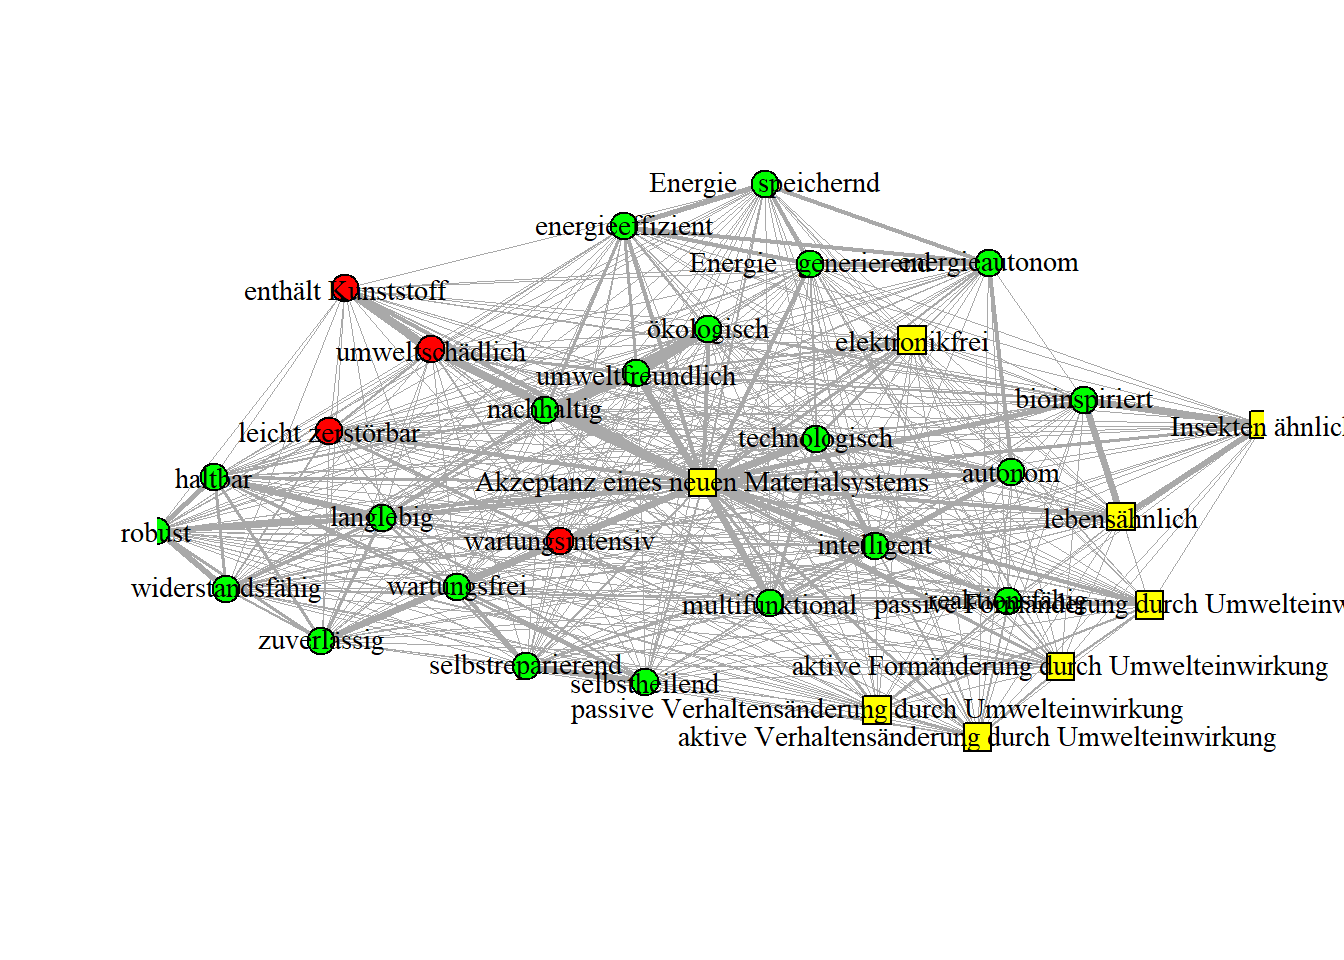 Energie speichernd
energieeffizient
Energie generierend
energieautonom
enthält Kunststoff
ökologisch
elektronikfrei
umweltschädlich
umweltfreundlich
bioinspiriert
nachhaltig
Insekten ähnlich
leicht zerstörbar
technologisch
haltbar
autonom
Akzeptanz eines neuen Materialsystems
langlebig
lebensähnlich
robust
wartungsintensiv
intelligent
widerstandsfähig
wartungsfrei
multifunktional
reaktionsfähig
passive Formänderung durch Umwelteinw
zuverlässig
selbstreparierend
aktive Formänderung durch Umwelteinwirkung
selbstheilend
passive Verhaltensänderung durch Umwelteinwirkung
aktive Verhaltensänderung durch Umwelteinwirkung